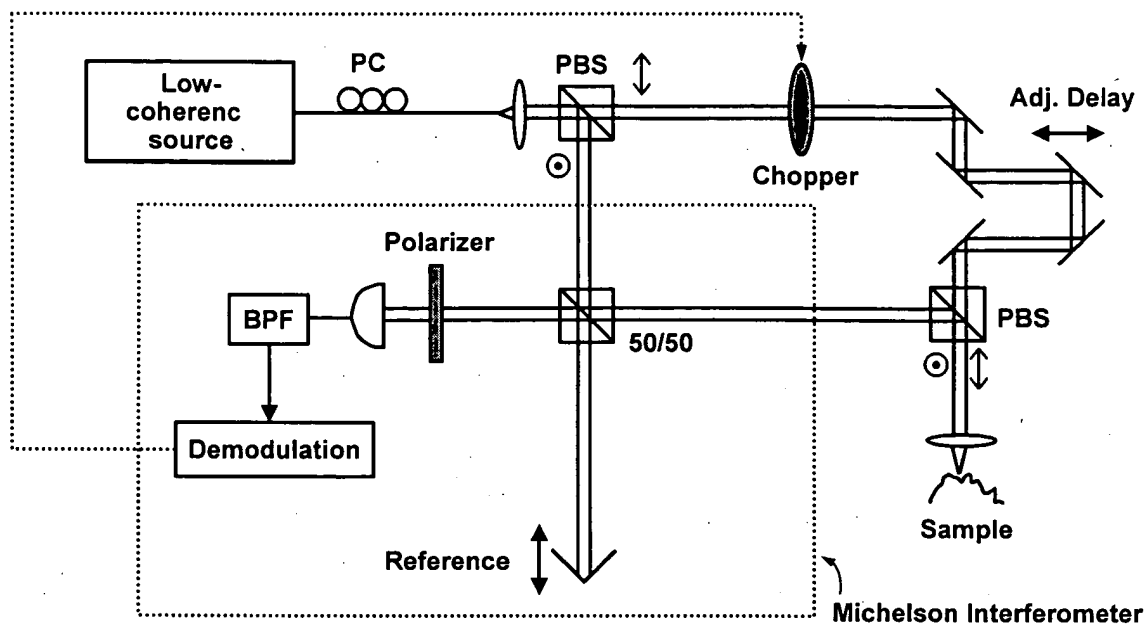 PC
PBS
Low-
coherenc
source
Adj. Delay
Chopper
Polarizer
BPF
50/50
PBS
Demodulation
Sample
Reference
Michelson Interferometer